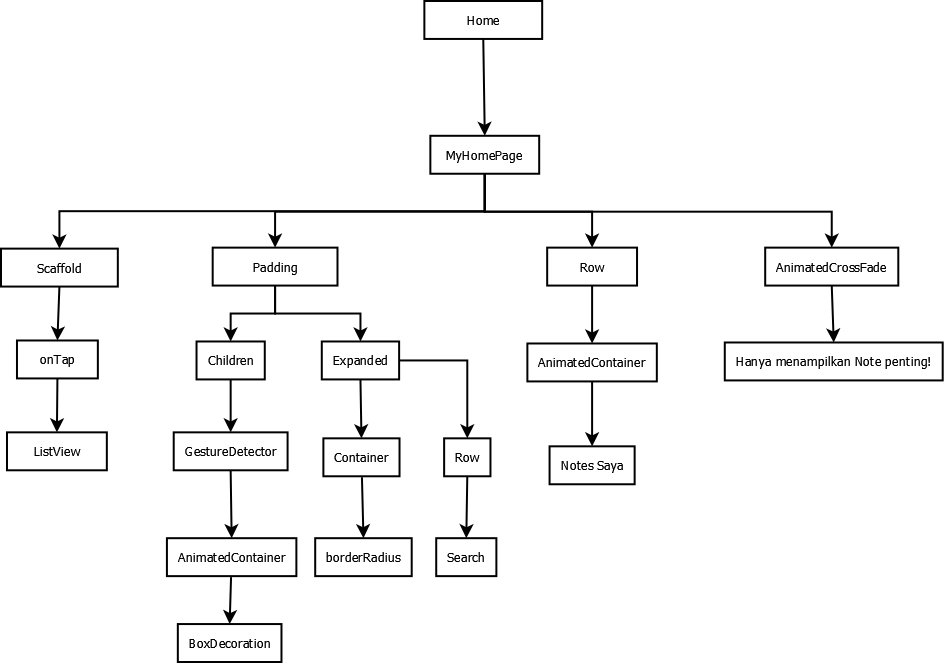 Home
MyHomePage
Scaffold
Padding
Row
AnimatedCrossFade
onTap
Children
Expanded
AnimatedContainer
Hanya menampilkan Note penting!
ListView
GestureDetector
Container
Row
Notes Saya
AnimatedContainer
borderRadius
Search
BoxDecoration